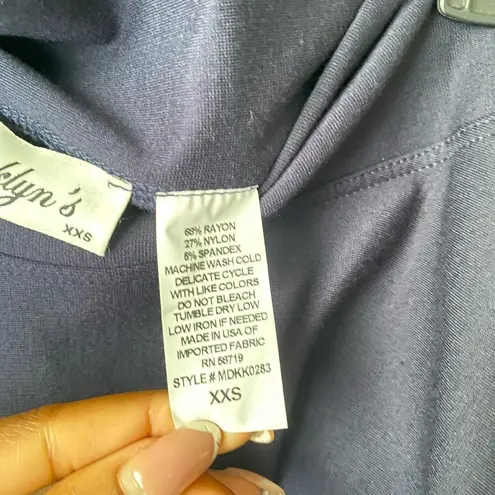 klyn's
XXS
68% RAYON
27% NYLON
5% SPANDEX
MACHINE WASH COLD
DELICATE CYCLE
WITH LIKE COLORS
DO NOT BLEACH
TUMBLE DRY LOW
LOW IRON IF NEEDED
MADE IN USA OF
IMPORTED FABRIC
RN 58719
STYLE # MDKK0283
XXS